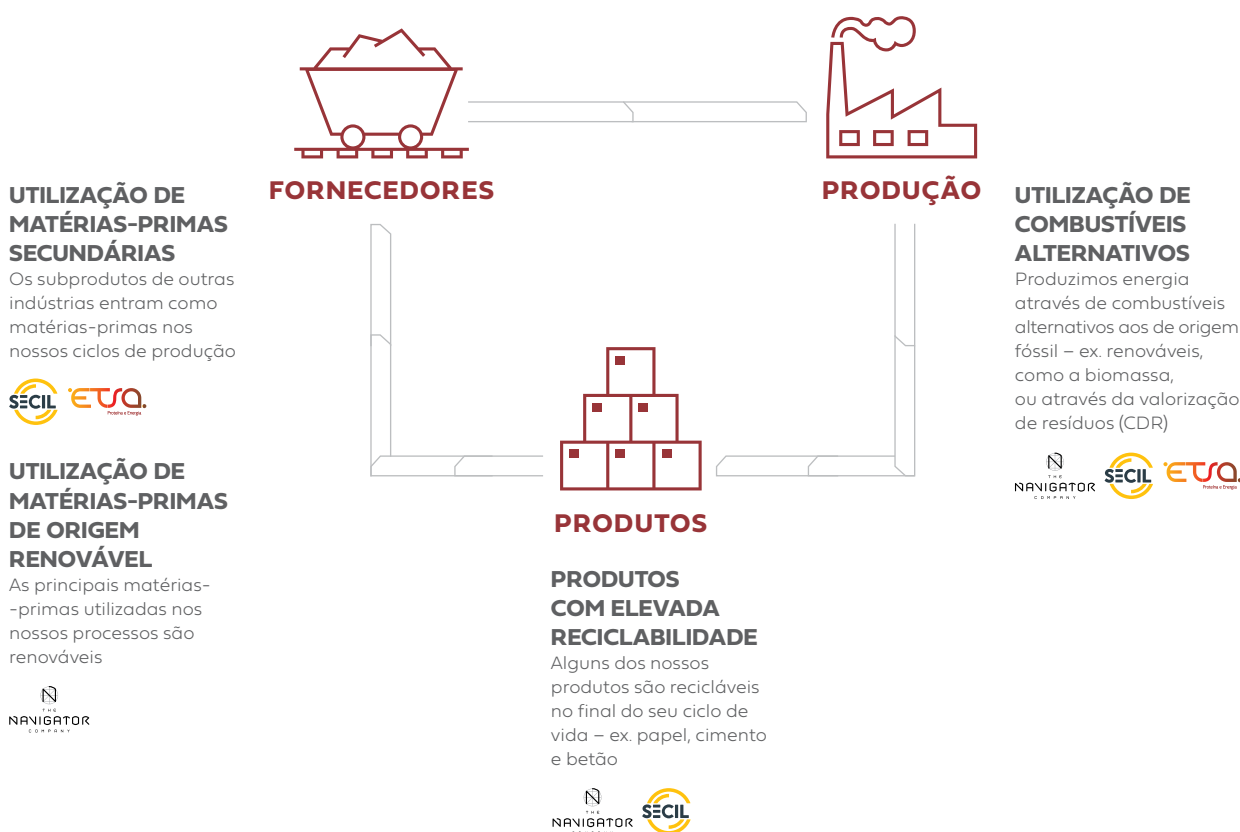 FORNECEDORES
PRODUÇÃO
UTILIZAÇÃO DE
MATÉRIAS-PRIMAS
SECUNDÁRIAS
Os subprodutos de outras
indústrias entram como
matérias-primas nos
nossos ciclos de produção
SECIL
ETSA.
Proteína e Energia
UTILIZAÇÃO DE
MATÉRIAS-PRIMAS
DE ORIGEM
RENOVÁVEL
As principais matérias-
-primas utilizadas nos
nossos processos são
renováveis
N
THE
NAVIGATOR
COMPANY
UTILIZAÇÃO DE
COMBUSTÍVEIS
ALTERNATIVOS
Produzimos energia
através de combustíveis
alternativos aos de origem
fóssil – ex. renováveis,
como a biomassa,
ou através da valorização
de resíduos (CDR)
N
THE
NAVIGATOR
COMPANY
SECIL
ETSA.
Proteína e Energia
PRODUTOS
PRODUTOS
COM ELEVADA
RECICLABILIDADE
Alguns dos nossos
produtos são recicláveis
no final do seu ciclo de
vida – ex. papel, cimento
e betão
N
THE
NAVIGATOR
COMPANY
SECIL